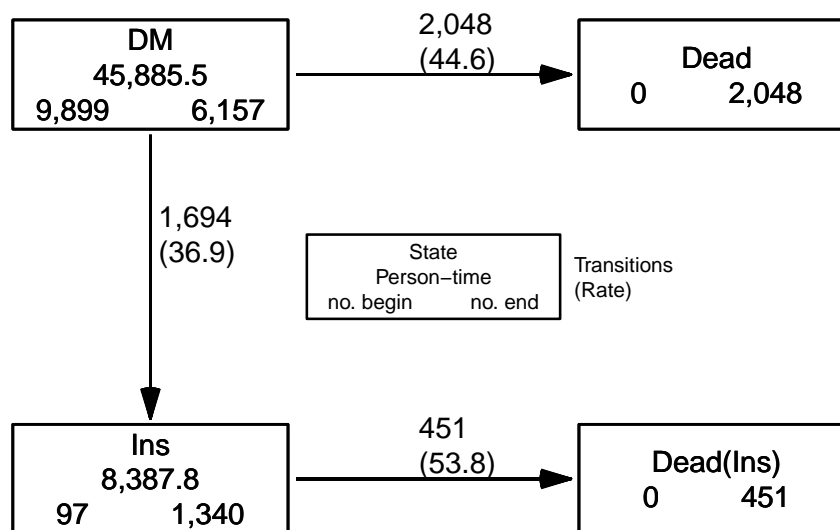 DM
45,885.5
9,899 6,157
2,048
(44.6)
Dead
0 2,048
1,694
(36.9)
State
Person−time
no. begin no. end
Transitions
(Rate)
Ins
8,387.8
97 1,340
451
(53.8)
Dead(Ins)
0 451